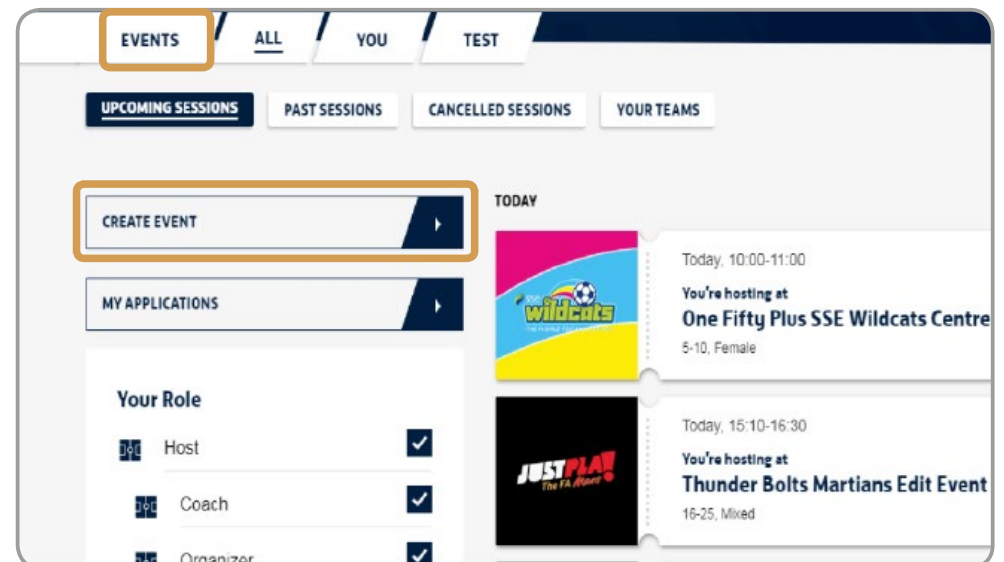 EVENTS ALL YOU TEST
UPCOMING SESSIONS PAST SESSIONS CANCELLED SESSIONS YOUR TEAMS
CREATE EVENT
MY APPLICATIONS
Your Role
Host
Coach
Organizer
TODAY
sse
wildcats
Today, 10:00-11:00
You're hosting at
One Fifty Plus SSE Wildcats Centre
5-10, Female
JUSTPLAY!
The FA Mars
Today, 15:10-16:30
You're hosting at
Thunder Bolts Martians Edit Event
16-25, Mixed